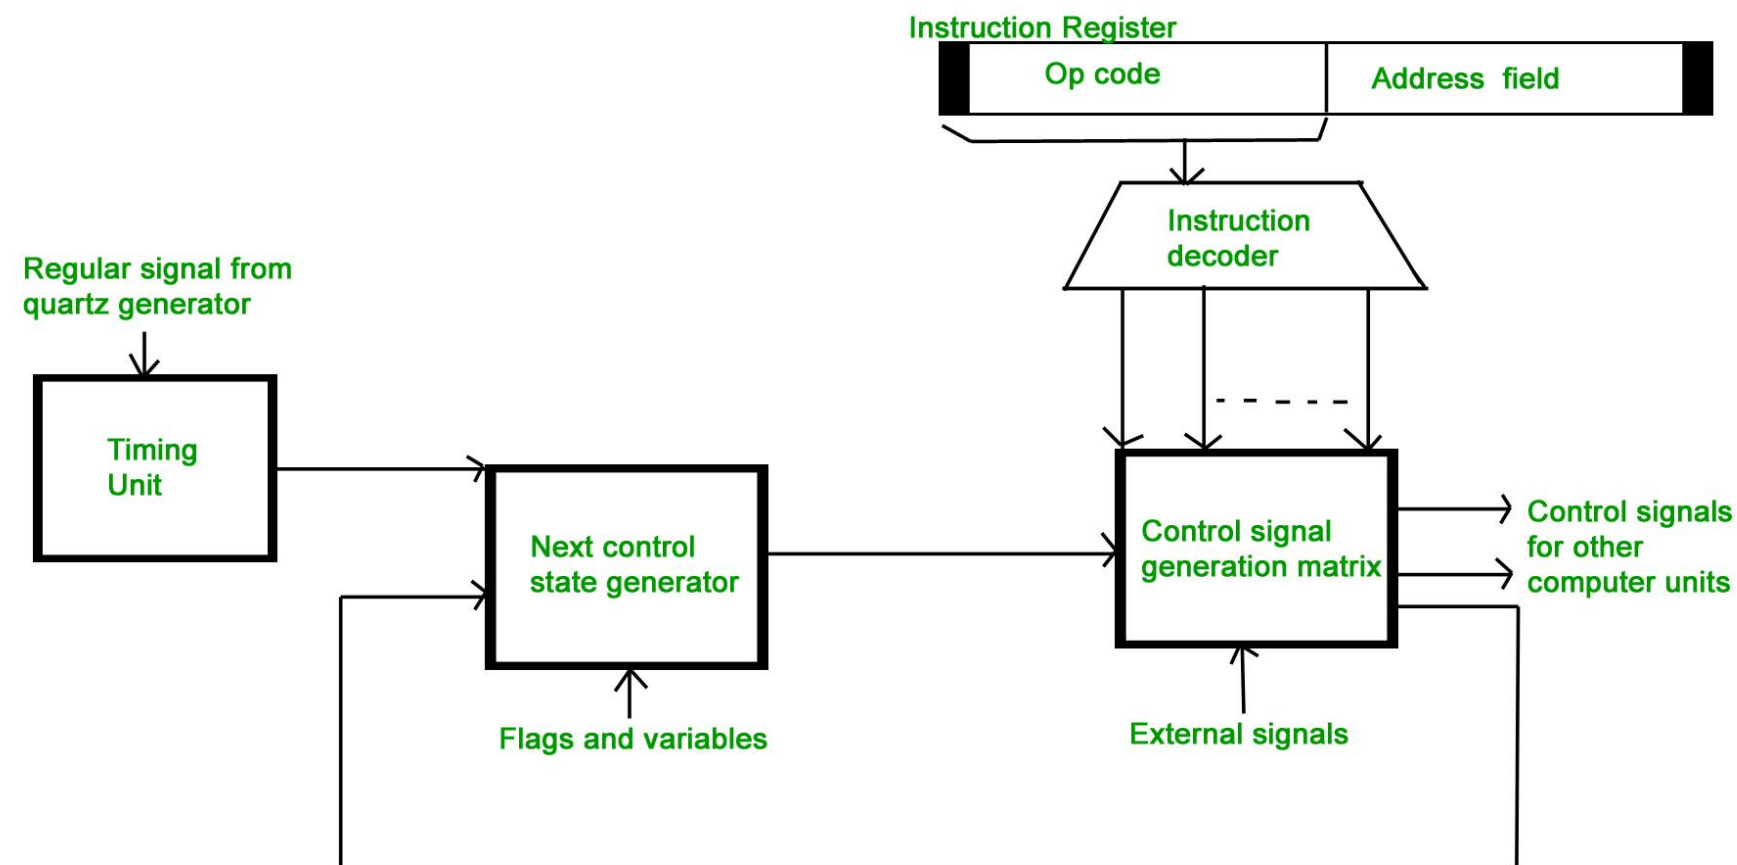 Instruction Register
Op code
Address field
Instruction
decoder
Regular signal from
quartz generator
Timing
Unit
Next control
state generator
Control signal
generation matrix
Control signals
for other
computer units
Flags and variables
External signals